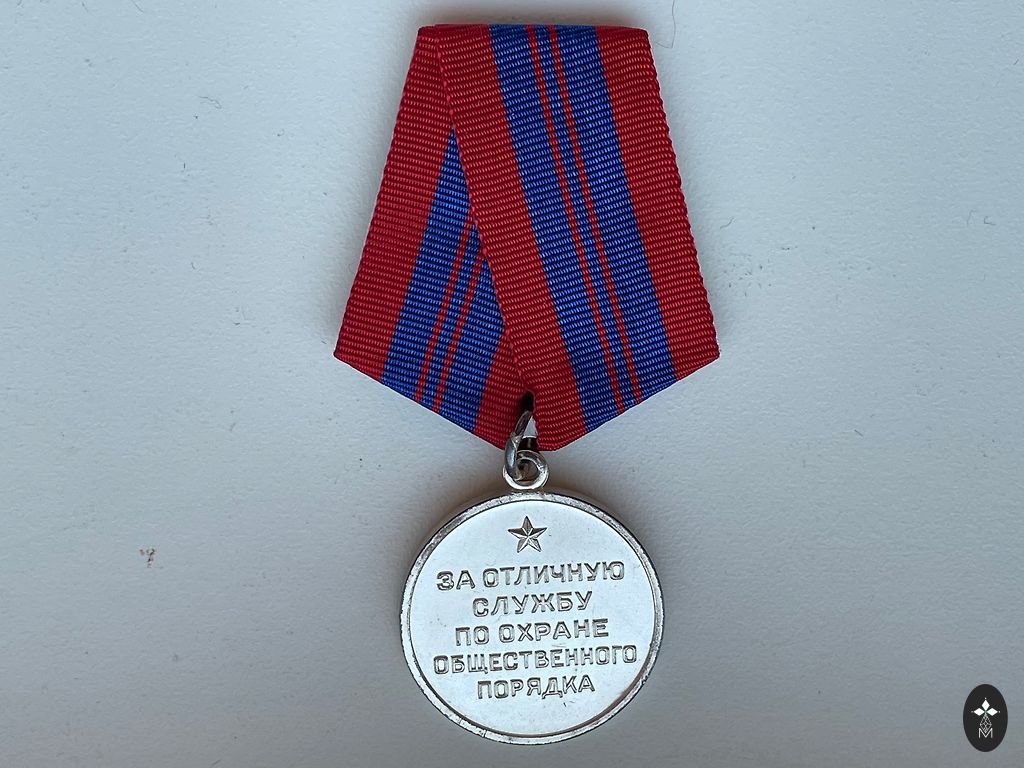 ЗА ОТЛИЧНУЮ
СЛУЖБУ
ПО ОХРАНЕ
ОБЩЕСТВЕННОГО
ПОРЯДКА
М